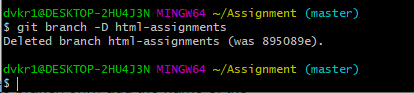 dvkr1@DESKTOP-2HU4J3N MINGW64 ~/Assignment (master)
$ git branch -D html-assignments
Deleted branch html-assignments (was 895089e).
dvkr1@DESKTOP-2HU4J3N MINGW64 ~/Assignment (master)
$